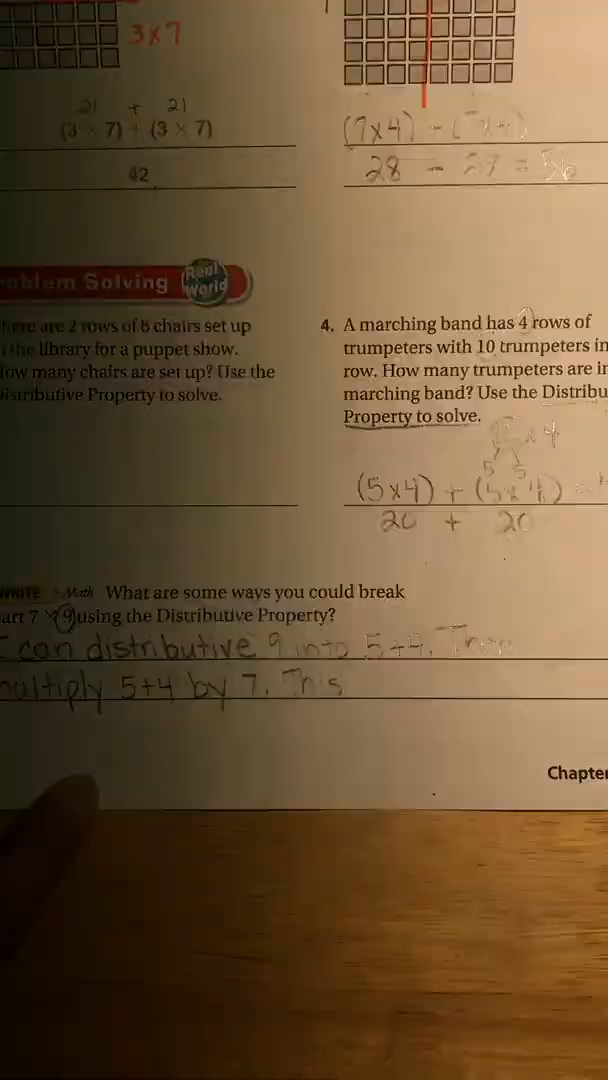 3x7
21 + 21
(3 × 7) + (3 × 7)
42
(7x4) -
28 - = 56
oblem Solving Real World
here are 2 rows of 8 chairs set up
the library for a puppet show.
How many chairs are set up? Use the
Distributive Property to solve.
4. A marching band has 4 rows of
trumpeters with 10 trumpeters in
row. How many trumpeters are in
marching band? Use the Distribu
Property to solve.
x 4
5 5
(5x4) + (5x4) =
20 + 20
WRITE Math What are some ways you could break
art 7 × 9 using the Distributive Property?
I can distributive 9 into 5+4. Then
multiply 5+4 by 7. This
Chapter